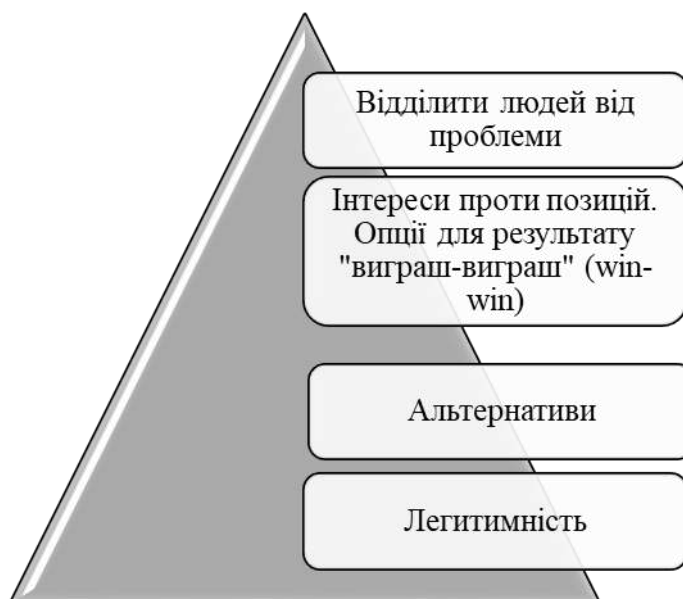 Відділити людей від
проблеми
Інтереси проти позицій.
Опції для результату
"виграш-виграш" (win-
win)
Альтернативи
Легитимність